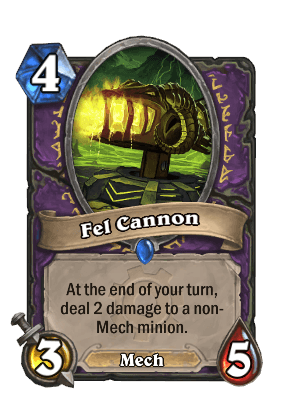 4
Fel Cannon
At the end of your turn,
deal 2 damage to a non-
Mech minion.
3
Mech
5